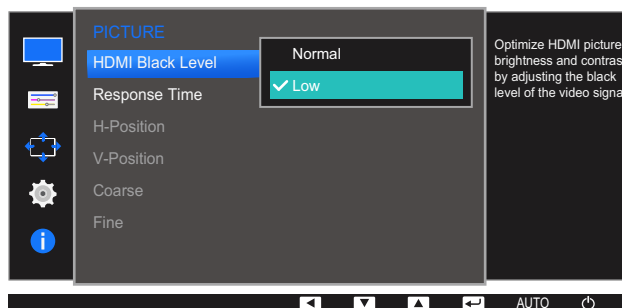 PICTURE
HDMI Black Level
Normal
Low
Response Time
H-Position
V-Position
Coarse
Fine
Optimize HDMI picture
brightness and contras
by adjusting the black
level of the video signa
AUTO